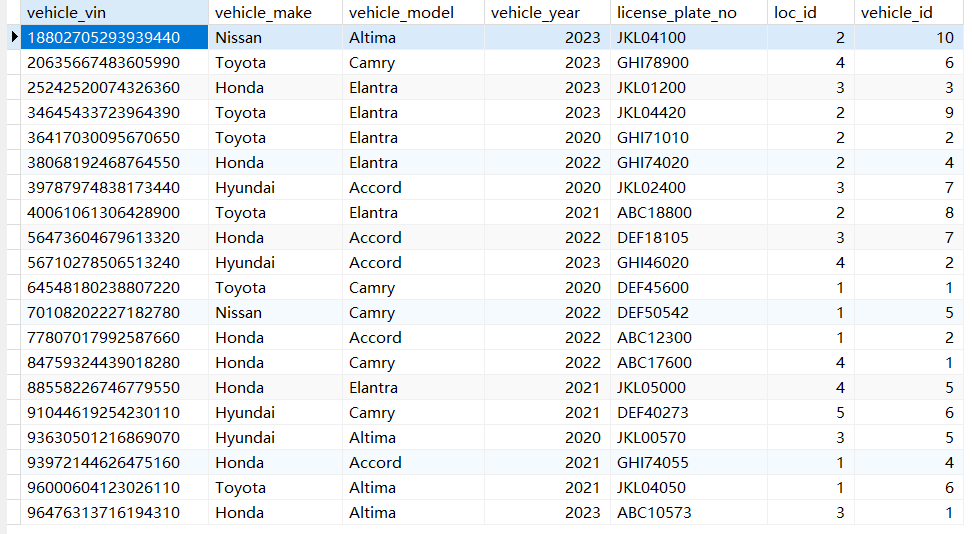 vehicle_vin vehicle_make vehicle_model vehicle_year license_plate_no loc_id vehicle_id
18802705293939440 Nissan Altima 2023 JKL04100 2 10
20635667483605990 Toyota Camry 2023 GHI78900 4 6
25242520074326360 Honda Elantra 2023 JKL01200 3 3
34645433723964390 Toyota Elantra 2023 JKL04420 2 9
36417030095670650 Toyota Elantra 2020 GHI71010 2 2
38068192468764550 Honda Elantra 2022 GHI74020 2 4
39787974838173440 Hyundai Accord 2020 JKL02400 3 7
40061061306428900 Toyota Elantra 2021 ABC18800 2 8
56473604679613320 Honda Accord 2022 DEF18105 3 7
56710278506513240 Hyundai Accord 2023 GHI46020 4 2
64548180238807220 Toyota Camry 2020 DEF45600 1 1
70108202227182780 Nissan Camry 2022 DEF50542 1 5
77807017992587660 Honda Accord 2022 ABC12300 1 2
84759324439018280 Honda Camry 2022 ABC17600 4 1
88558226746779550 Honda Elantra 2021 JKL05000 4 5
91044619254230110 Hyundai Camry 2021 DEF40273 5 6
93630501216869070 Hyundai Altima 2020 JKL00570 3 5
93972144626475160 Honda Accord 2021 GHI74055 1 4
96000604123026110 Toyota Altima 2021 JKL04050 1 6
96476313716194310 Honda Altima 2023 ABC10573 3 1